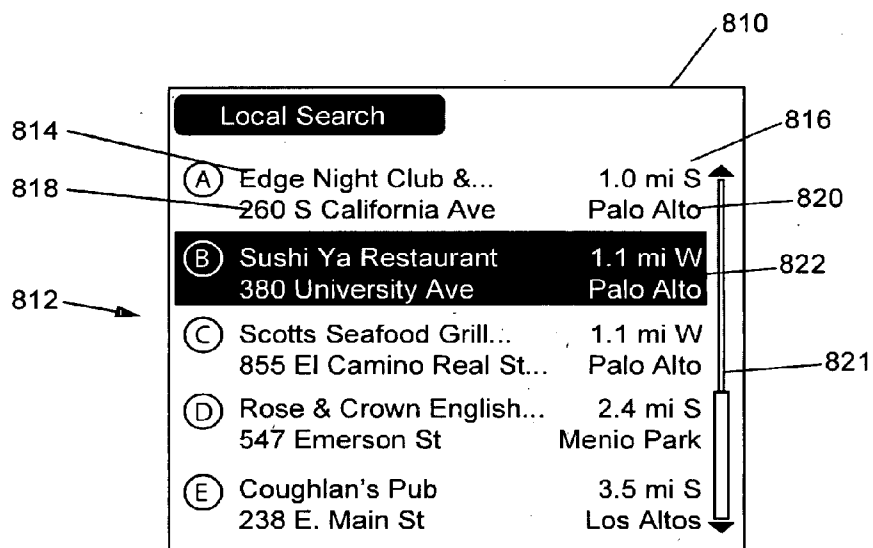 810
Local Search
814
816
A Edge Night Club &... 1.0 mi S
818
260 S California Ave Palo Alto
820
B Sushi Ya Restaurant 1.1 mi W
822
380 University Ave Palo Alto
812
C Scotts Seafood Grill... 1.1 mi W
855 El Camino Real St... Palo Alto
821
D Rose & Crown English... 2.4 mi S
547 Emerson St Menio Park
E Coughlan's Pub 3.5 mi S
238 E. Main St Los Altos